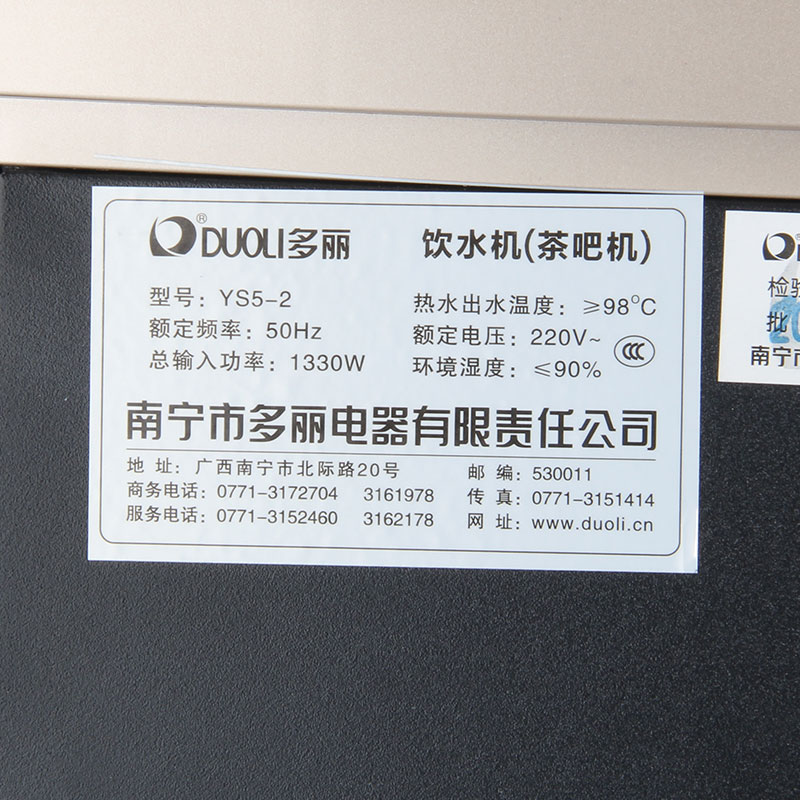 DUOLI多丽® 饮水机(茶吧机)
型号：YS5-2 热水出水温度：≥98°C
额定频率：50Hz 额定电压：220V~
总输入功率：1330W 环境湿度：≤90%
CCC
南宁市多丽电器有限责任公司
地 址：广西南宁市北际路20号 邮 编：530011
商务电话：0771-3172704 3161978 传 真：0771-3151414
服务电话：0771-3152460 3162178 网 址：www.duoli.cn
检验
批
南宁市